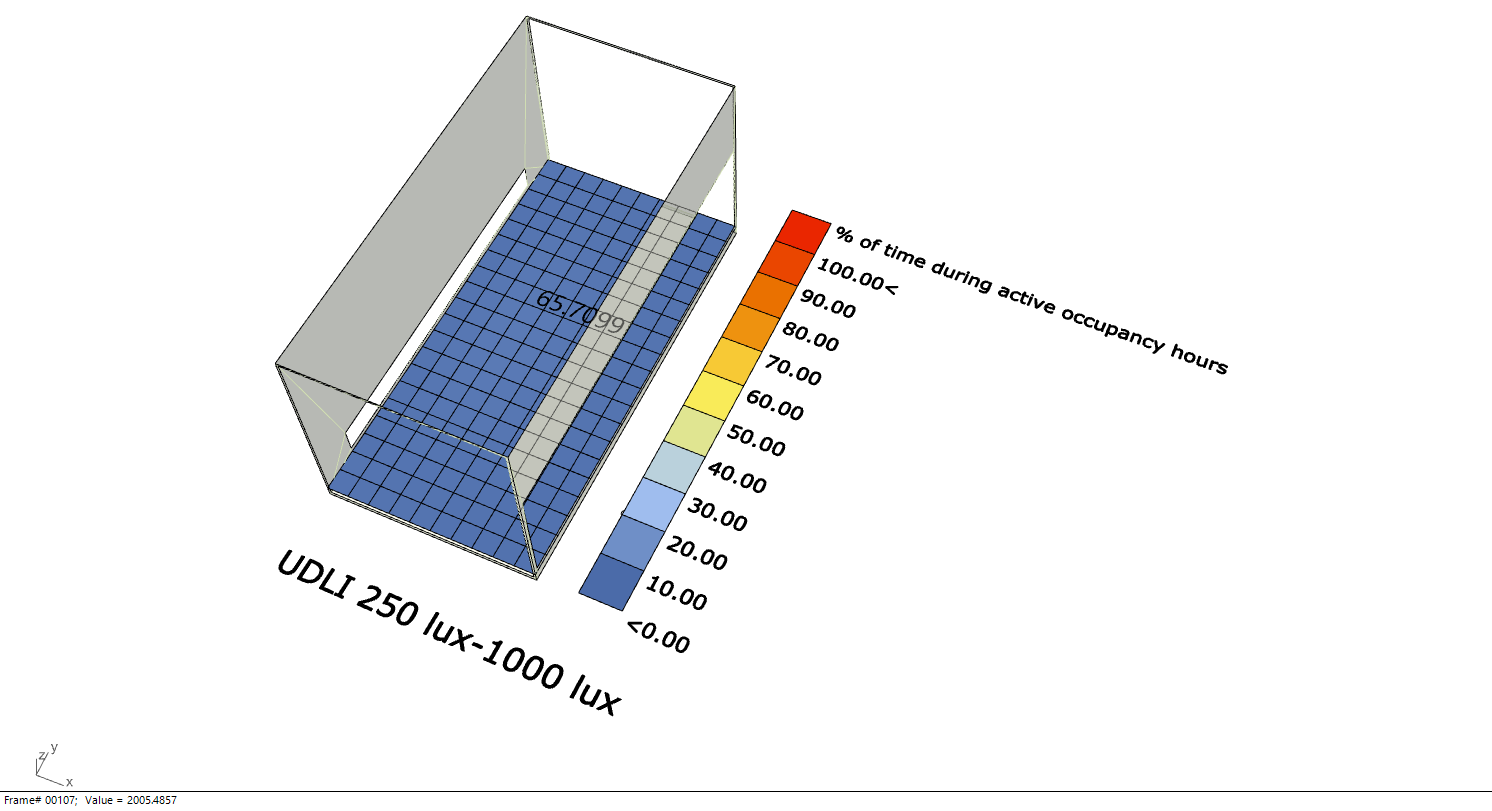 65.7099
% of time during active occupancy hours
100.00<
90.00
80.00
70.00
60.00
50.00
40.00
30.00
20.00
10.00
<0.00
UDLI 250 lux-1000 lux
z y
x
Frame# 00107; Value = 2005.4857